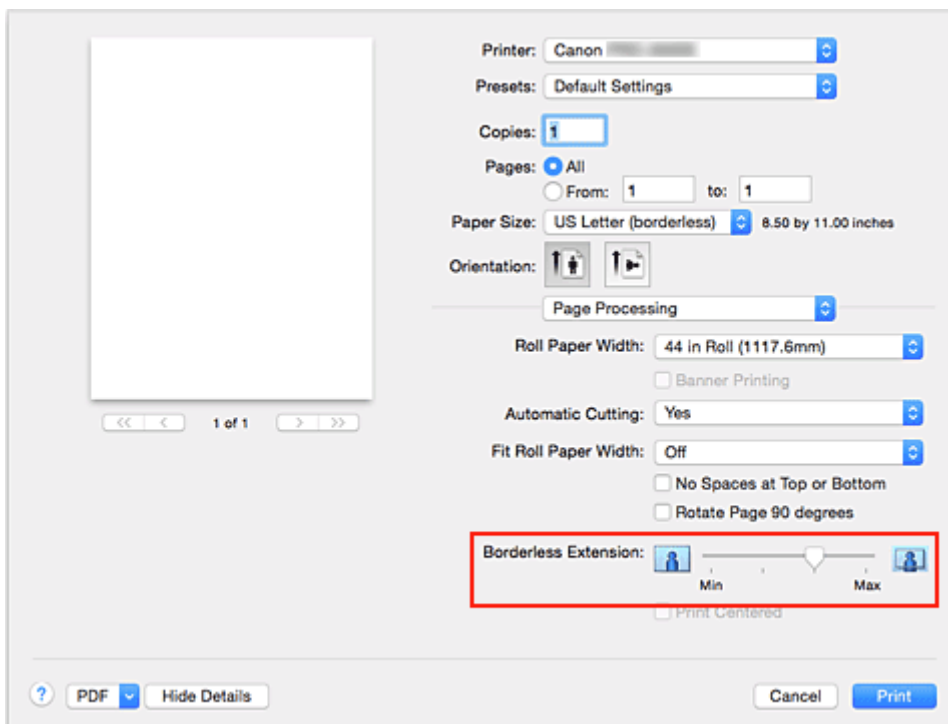 Printer: Canon
Presets: Default Settings
Copies: 1
Pages: All
From: 1 to: 1
Paper Size: US Letter (borderless) 8.50 by 11.00 inches
Orientation:
Page Processing
Roll Paper Width: 44 in Roll (1117.6mm)
Banner Printing
1 of 1
Automatic Cutting: Yes
Fit Roll Paper Width: Off
No Spaces at Top or Bottom
Rotate Page 90 degrees
Borderless Extension:
Min Max
Print Centered
? PDF Hide Details Cancel Print